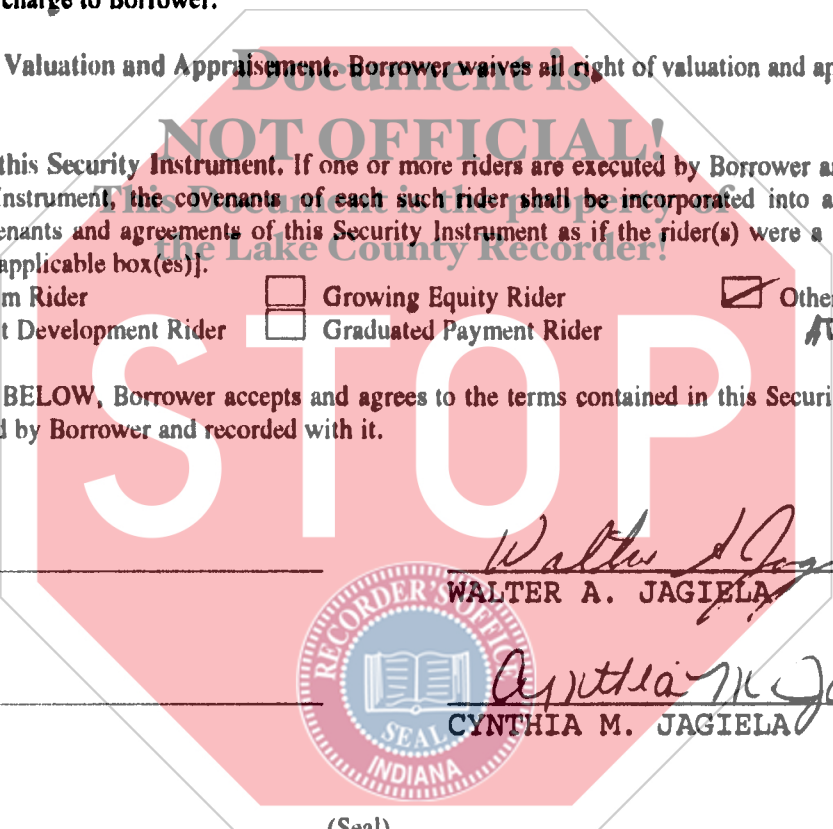 charge to Borrower.
Document is
Valuation and Appraisement. Borrower waives all right of valuation and ap
NOT OFFICIAL!
this Security Instrument. If one or more riders are executed by Borrower a
This Document is the property of
Instrument, the covenants of each such rider shall be incorporated into a
enants and agreements of this Security Instrument as if the rider(s) were a
the Lake County Recorder!
applicable box(es)].
m Rider Growing Equity Rider Other
t Development Rider Graduated Payment Rider
BELOW, Borrower accepts and agrees to the terms contained in this Securi
d by Borrower and recorded with it.
STOP
Walter A Jag
WALTER A. JAGIELA
Cynthia M Ja
CYNTHIA M. JAGIELA
RECORDER'S OFFICE
SEAL
INDIANA
(Seal)